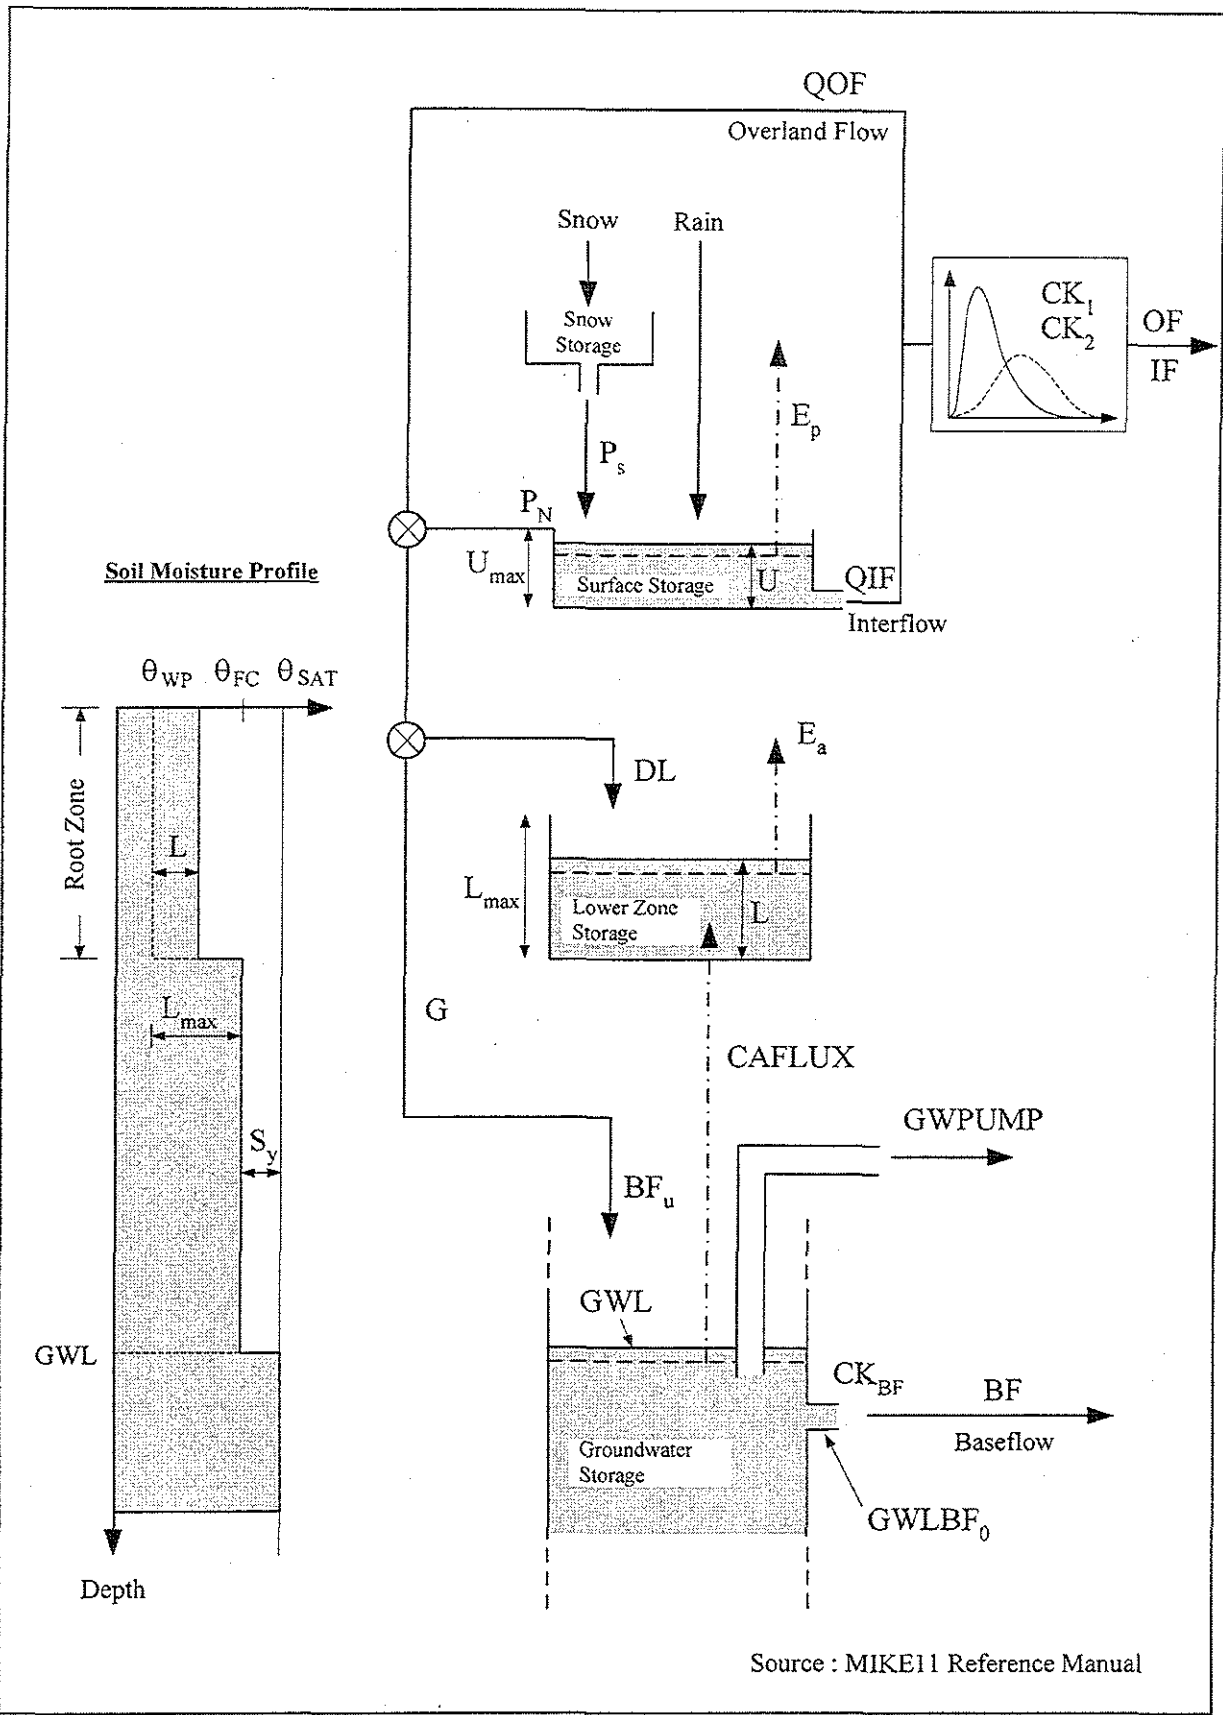 QOF
Overland Flow
Snow
Rain
Snow
Storage
CK1
CK2
OF
IF
Ep
Ps
PN
Umax
Surface Storage
U
QIF
Interflow
Soil Moisture Profile
θWP
θFC
θSAT
Root Zone
L
Ea
DL
Lmax
Lower Zone
Storage
L
Lmax
G
CAFLUX
GWPUMP
Sy
BFu
GWL
GWL
CKBF
BF
Baseflow
Groundwater
Storage
GWLBF0
Depth
Source : MIKE11 Reference Manual